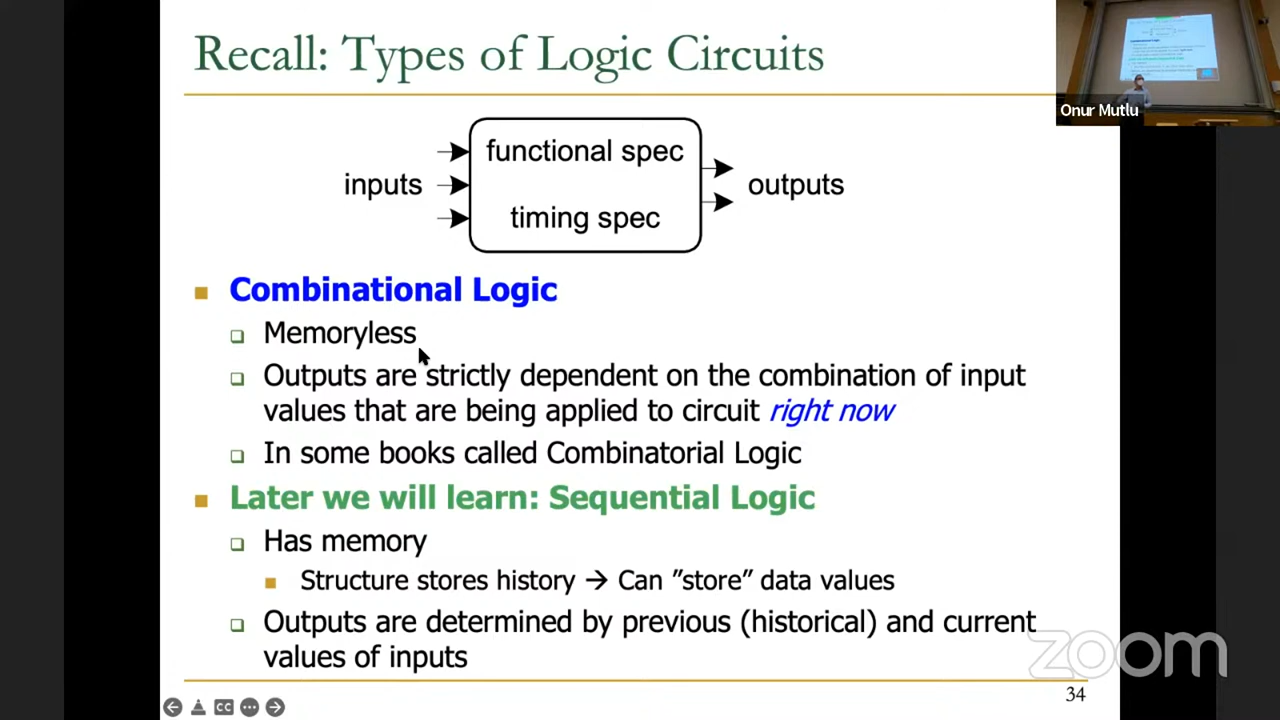 Recall: Types of Logic Circuits
Onur Mutlu
functional spec
inputs
outputs
timing spec
Combinational Logic
Memoryless
Outputs are strictly dependent on the combination of input
values that are being applied to circuit right now
In some books called Combinatorial Logic
Later we will learn: Sequential Logic
Has memory
Structure stores history → Can ”store” data values
Outputs are determined by previous (historical) and current
values of inputs
zoom
34
CC